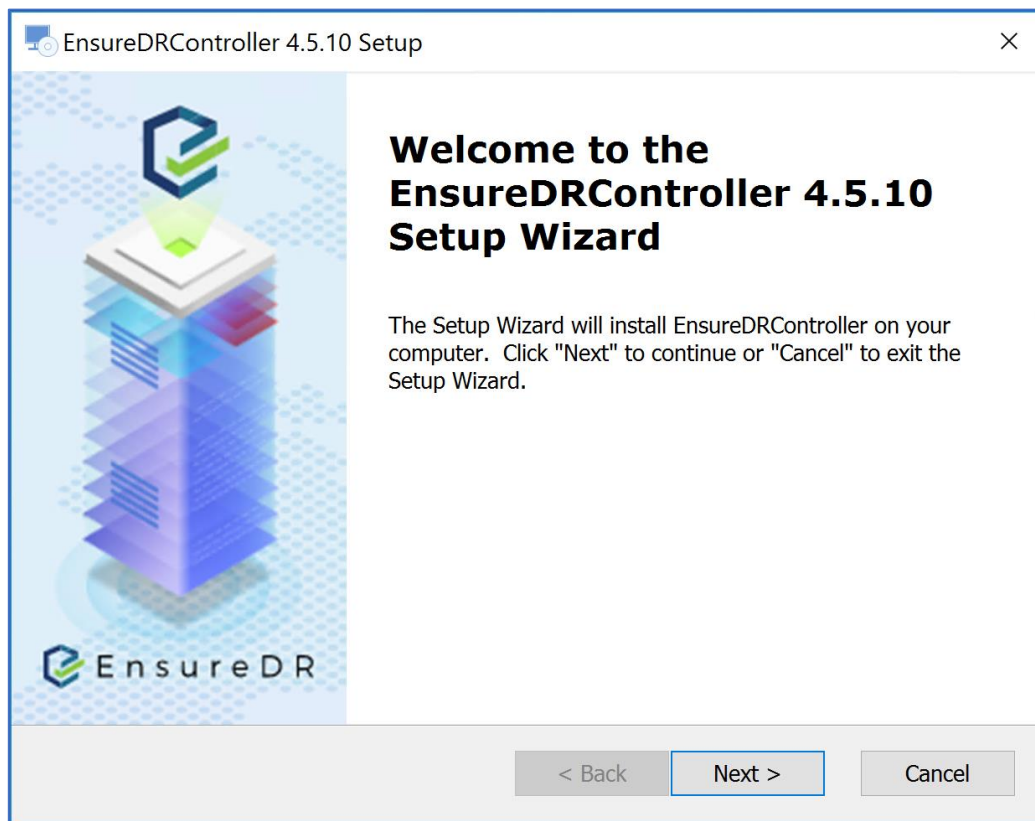 EnsureDRController 4.5.10 Setup
Welcome to the
EnsureDRController 4.5.10
Setup Wizard
The Setup Wizard will install EnsureDRController on your
computer. Click "Next" to continue or "Cancel" to exit the
Setup Wizard.
EnsureDR
< Back Next > Cancel